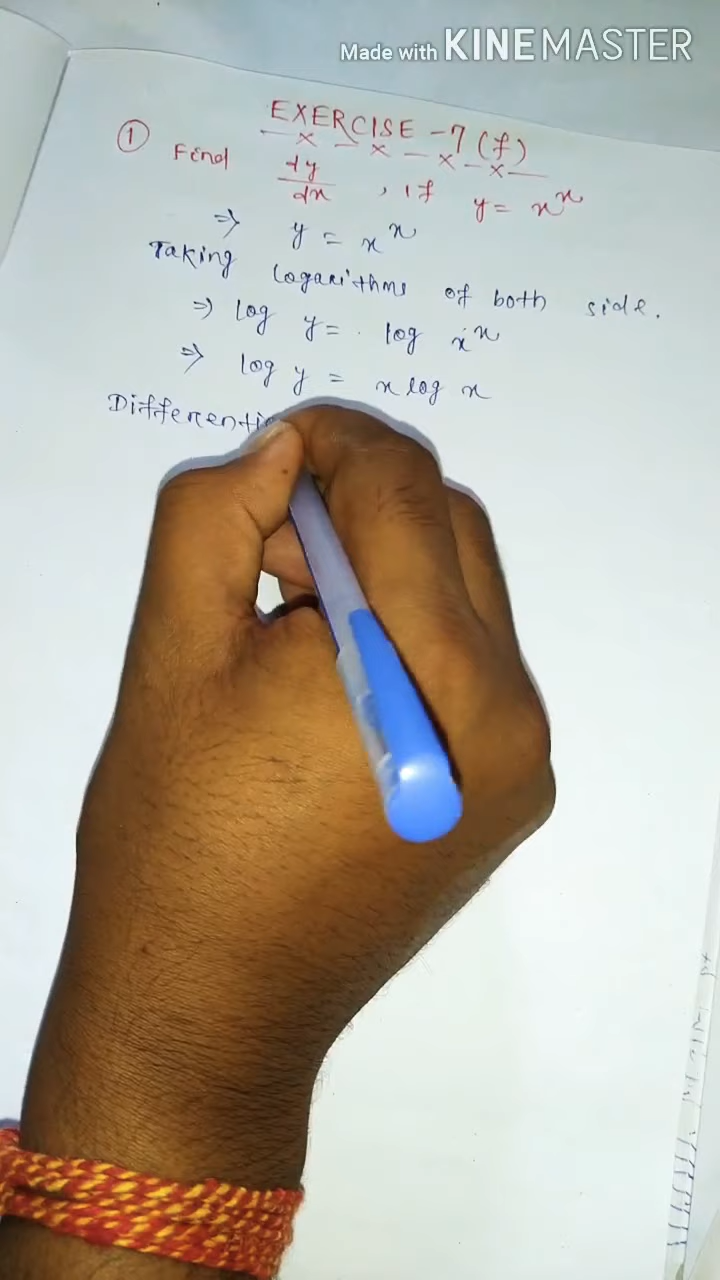 Made with KINEMASTER
EXERCISE -7 (f)
① Find dy/dx , if y = x^x
⇒ y = x^x
Taking logarithms of both side.
⇒ log y = log x^x
⇒ log y = x log x
Differentia